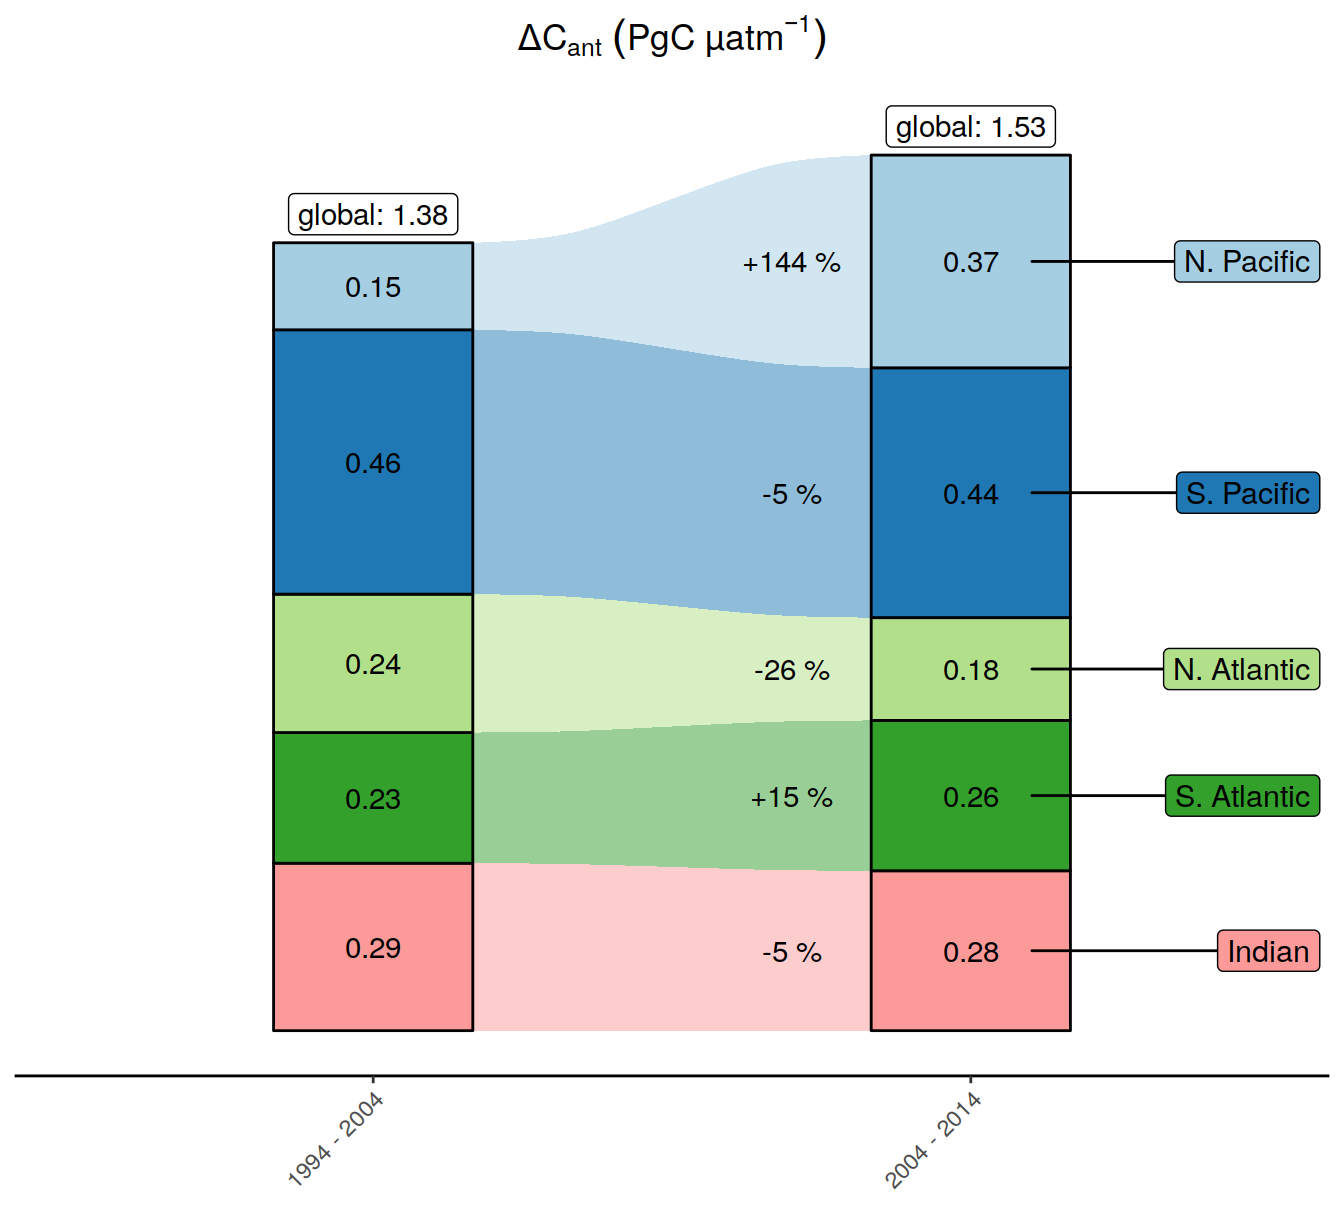 ΔCant (PgC µatm−1)
global: 1.53
global: 1.38
+144 %
0.37
N. Pacific
0.15
0.46
-5 %
0.44
S. Pacific
0.24
-26 %
0.18
N. Atlantic
0.23
+15 %
0.26
S. Atlantic
0.29
-5 %
0.28
Indian
1994 - 2004
2004 - 2014